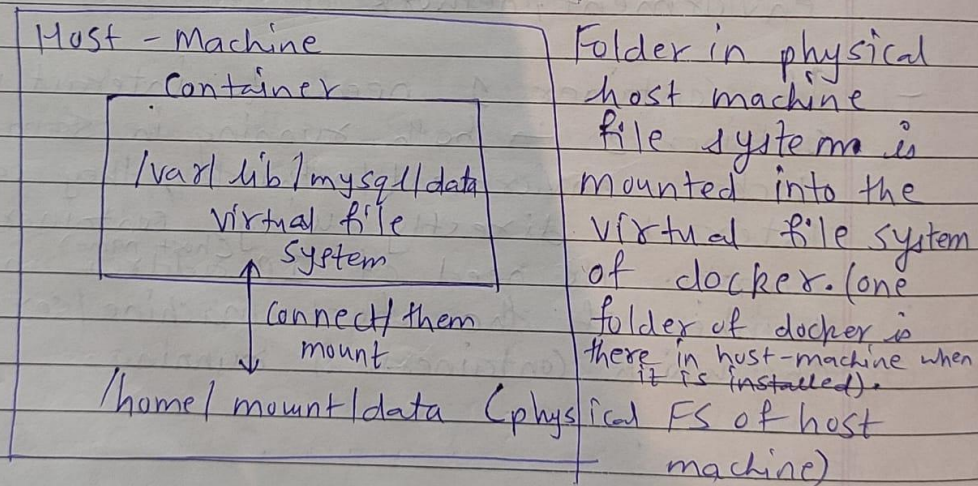 Host - Machine
Container
/var/lib/mysql/data
virtual file
system
Connect/them
mount
/home/mount/data (physical FS of host
machine)
Folder in physical
host machine
file system is
mounted into the
virtual file system
of docker. (one
folder of docker is
there in host-machine when
it is installed).